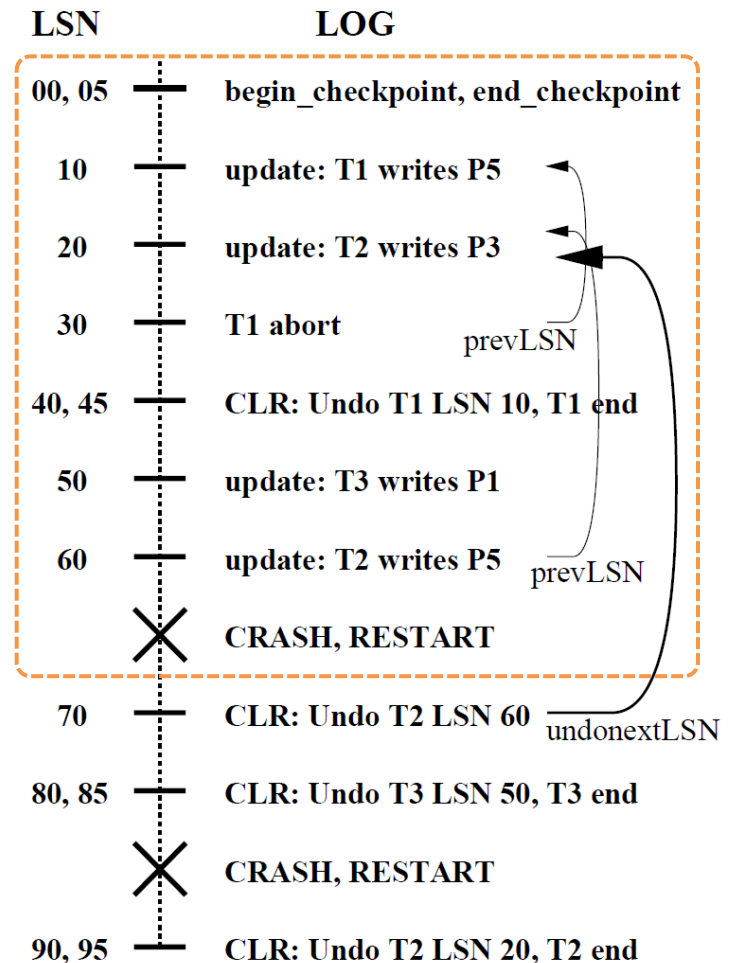 LSN LOG
00, 05 begin_checkpoint, end_checkpoint
10 update: T1 writes P5
20 update: T2 writes P3
30 T1 abort
prevLSN
40, 45 CLR: Undo T1 LSN 10, T1 end
50 update: T3 writes P1
60 update: T2 writes P5
prevLSN
CRASH, RESTART
70 CLR: Undo T2 LSN 60
undonextLSN
80, 85 CLR: Undo T3 LSN 50, T3 end
CRASH, RESTART
90, 95 CLR: Undo T2 LSN 20, T2 end